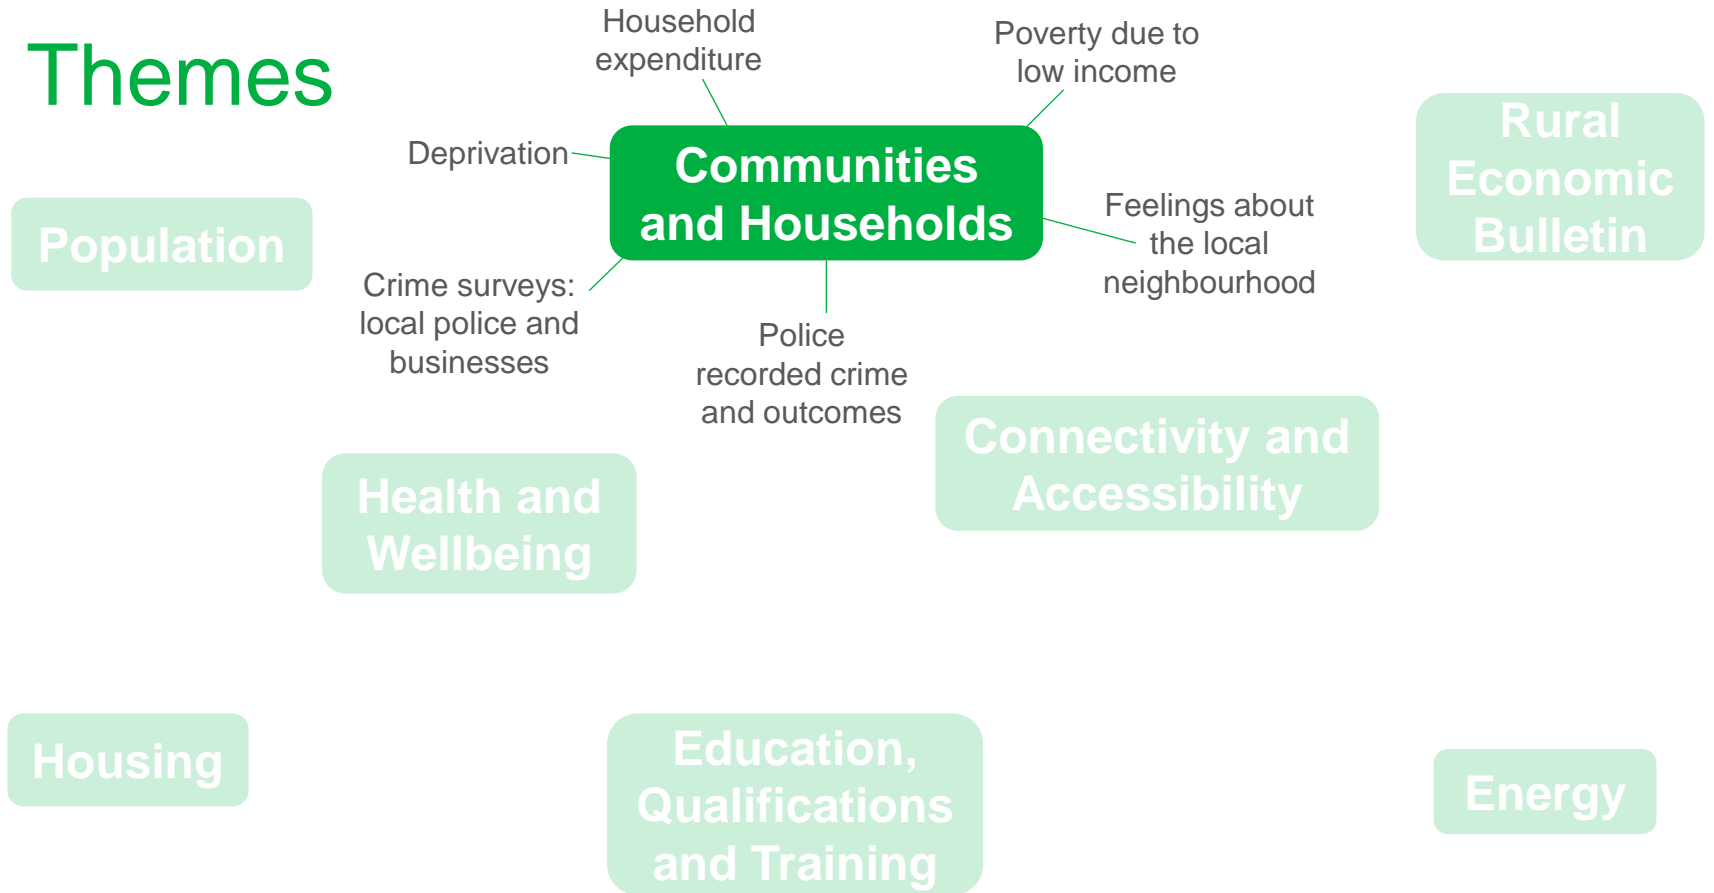 Themes
Household
expenditure
Poverty due to
low income
Deprivation
Communities
and Households
Rural
Economic
Bulletin
Population
Feelings about
the local
neighbourhood
Crime surveys:
local police and
businesses
Police
recorded crime
and outcomes
Connectivity and
Accessibility
Health and
Wellbeing
Housing
Education,
Qualifications
and Training
Energy